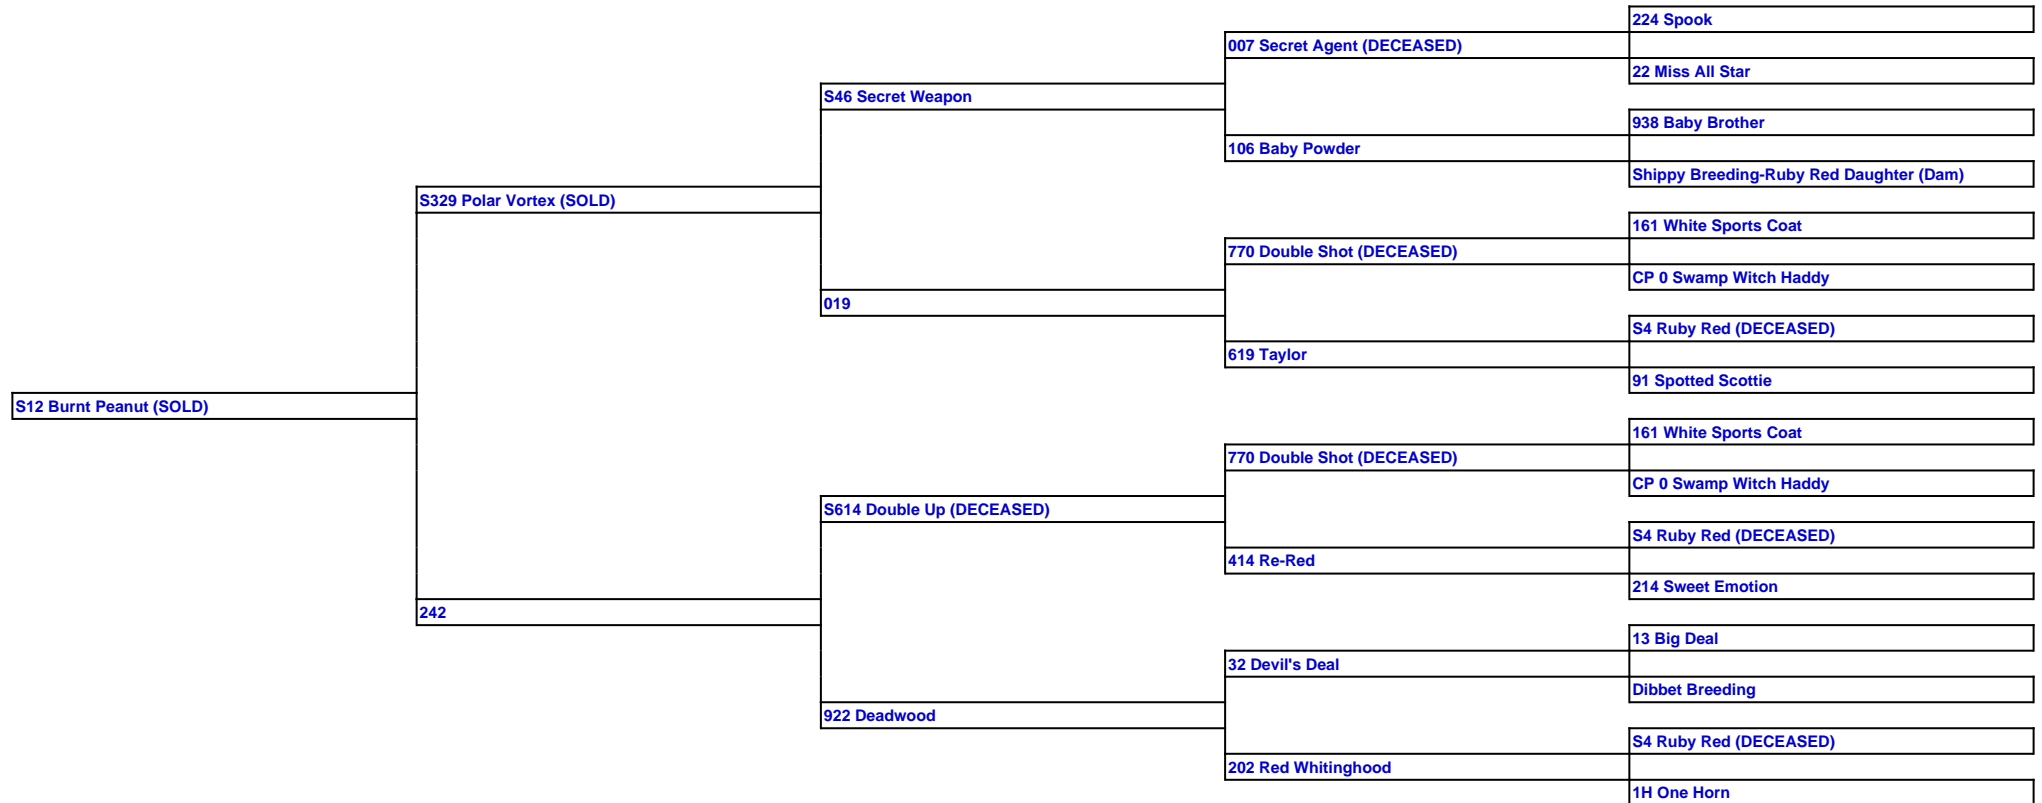 224 Spook
007 Secret Agent (DECEASED)
22 Miss All Star
S46 Secret Weapon
938 Baby Brother
106 Baby Powder
Shippy Breeding-Ruby Red Daughter (Dam)
S329 Polar Vortex (SOLD)
161 White Sports Coat
770 Double Shot (DECEASED)
CP 0 Swamp Witch Haddy
019
S4 Ruby Red (DECEASED)
619 Taylor
91 Spotted Scottie
S12 Burnt Peanut (SOLD)
161 White Sports Coat
770 Double Shot (DECEASED)
CP 0 Swamp Witch Haddy
S614 Double Up (DECEASED)
S4 Ruby Red (DECEASED)
414 Re-Red
214 Sweet Emotion
242
13 Big Deal
32 Devil's Deal
Dibbet Breeding
922 Deadwood
S4 Ruby Red (DECEASED)
202 Red Whitinghood
1H One Horn